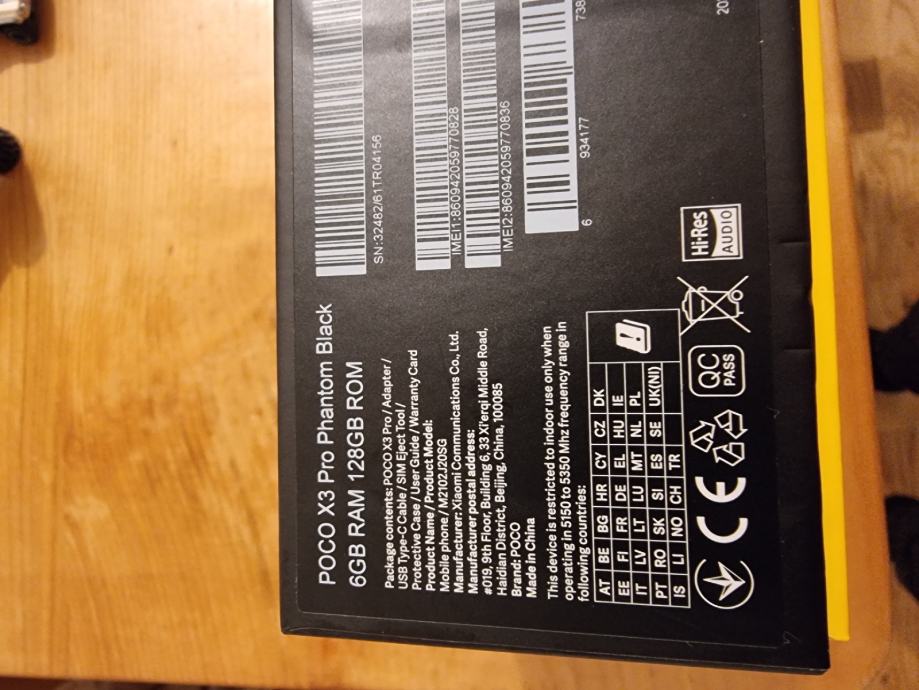 POCO X3 Pro Phantom Black
6GB RAM 128GB ROM
Package contents: POCO X3 Pro / Adapter /
USB Type-C Cable / SIM Eject Tool /
Protective Case / User Guide / Warranty Card
Product Name / Product Model:
Mobile phone / M2102J20SG
Manufacturer: Xiaomi Communications Co., Ltd.
Manufacturer postal address:
#019, 9th Floor, Building 6, 33 Xi'erqi Middle Road,
Haidian District, Beijing, China, 100085
Brand: POCO
Made in China
This device is restricted to indoor use only when
operating in 5150 to 5350 Mhz frequency range in
following countries:
AT BE BG HR CY CZ DK
EE FI FR DE EL HU IE
IT LV LT LU MT NL PL
PT RO SK SI ES SE UK(NI)
IS LI NO CH TR
CE
QC
PASS
Hi-Res
AUDIO
SN:32482/61TR04156
IMEI1:860942059770828
IMEI2:860942059770836
6 934177 738
20